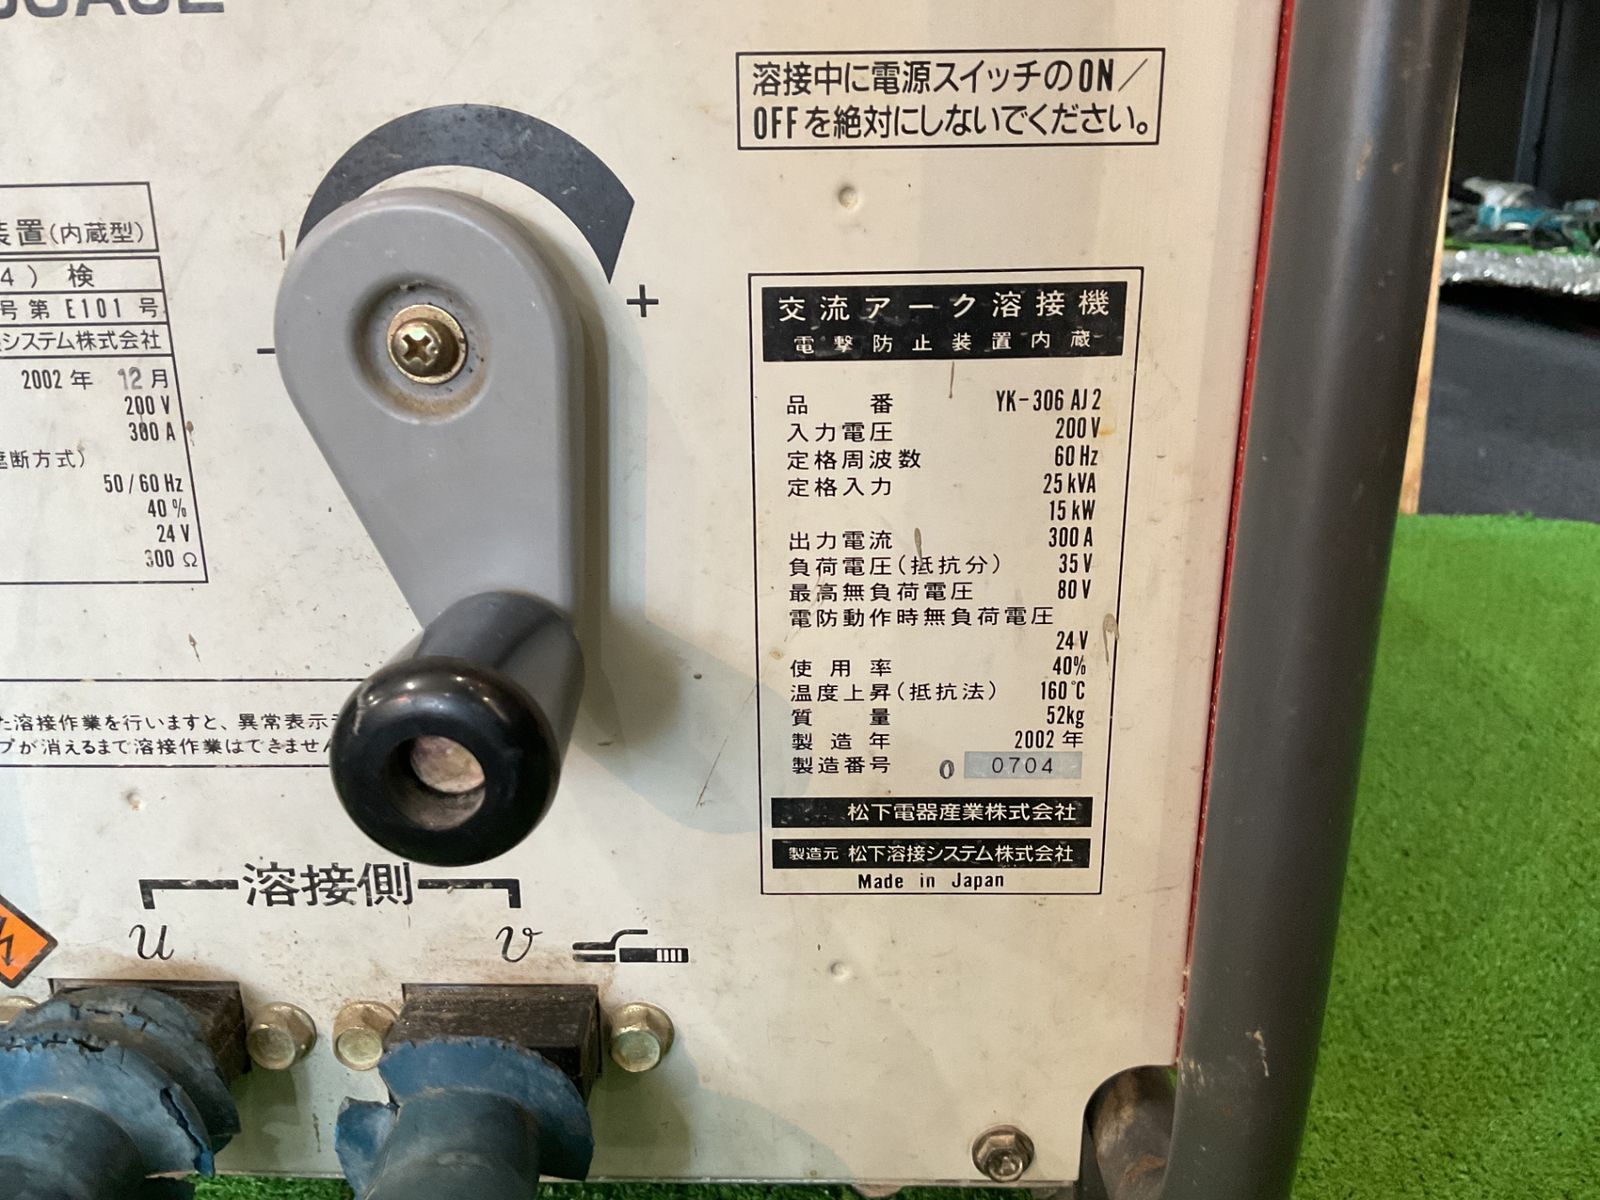 溶接中に電源スイッチのON／
OFFを絶対にしないでください。
装置(内蔵型)
4) 検
号第 E101 号
システム株式会社
2002年 12月
200 V
300 A
遮断方式)
50/60 Hz
40 %
24 V
300 Ω
た溶接作業を行いますと、異常表示
プが消えるまで溶接作業はできません
+
−
交流アーク溶接機
電撃防止装置内蔵
品番 YK-306 AJ2
入力電圧 200 V
定格周波数 60 Hz
定格入力 25 kVA
15 kW
出力電流 300 A
負荷電圧(抵抗分) 35 V
最高無負荷電圧 80 V
電防動作時無負荷電圧
24 V
使用率 40%
温度上昇(抵抗法) 160℃
質量 52kg
製造年 2002 年
製造番号 0 0704
松下電器産業株式会社
製造元 松下溶接システム株式会社
Made in Japan
溶接側
u v